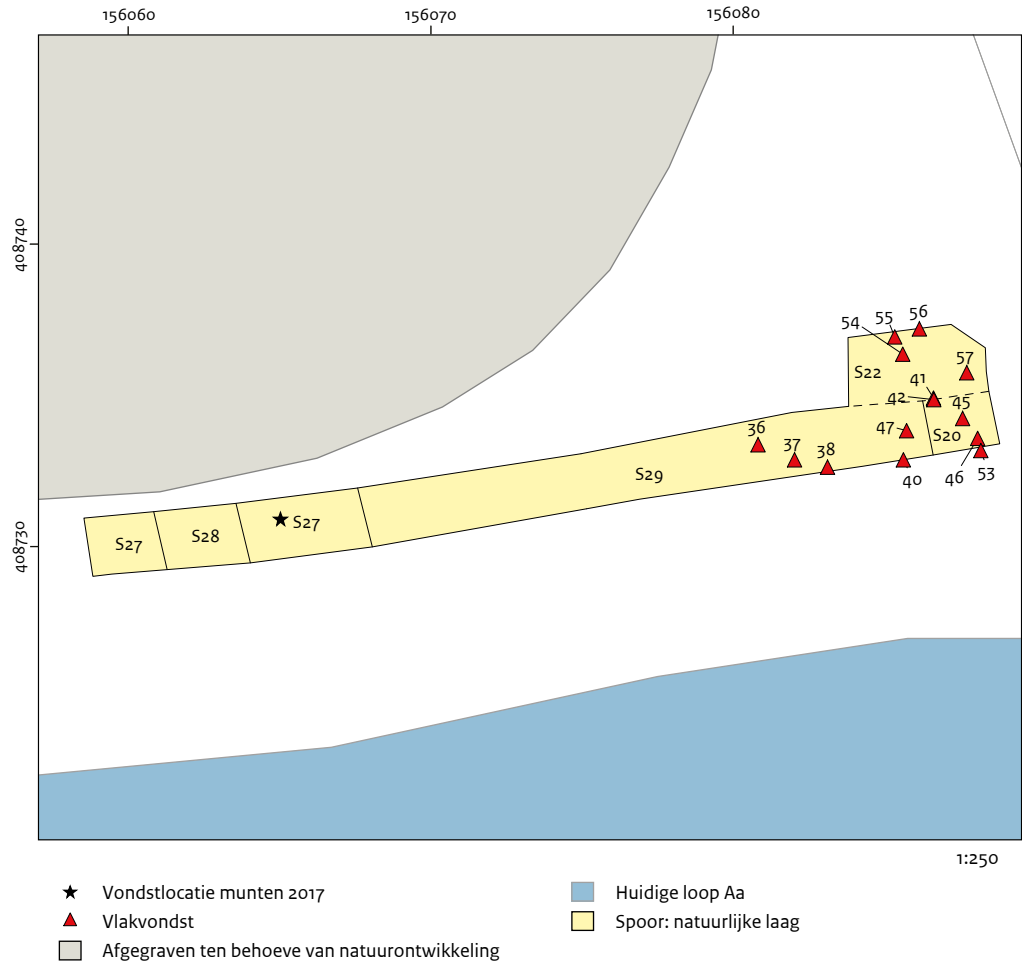 156060 156070 156080
408740
408730
54 55 56
57
S22
41
42
45
36
37
38
47
S20
40
46
53
S29
S27
S28
S27
1:250
Vondstlocatie munten 2017
Vlakvondst
Afgegraven ten behoeve van natuurontwikkeling
Huidige loop Aa
Spoor: natuurlijke laag